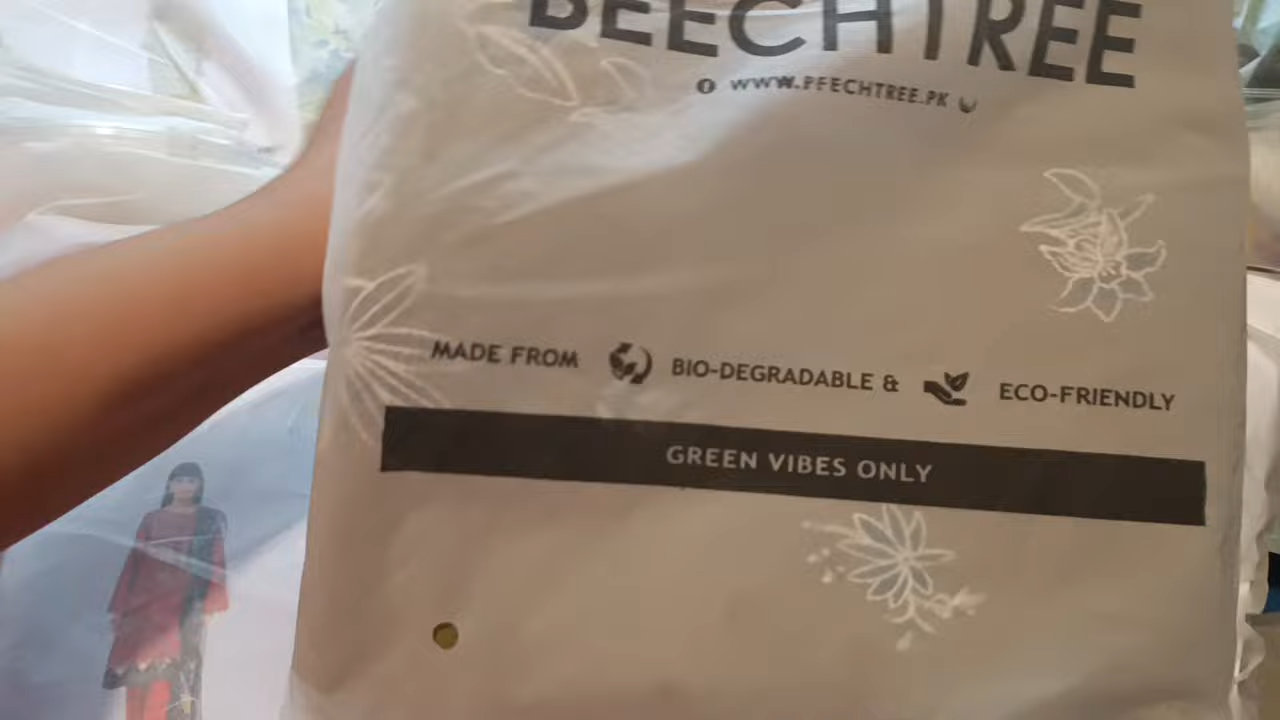 BEECHTREE
WWW.BEECHTREE.PK
MADE FROM BIO-DEGRADABLE & ECO-FRIENDLY
GREEN VIBES ONLY